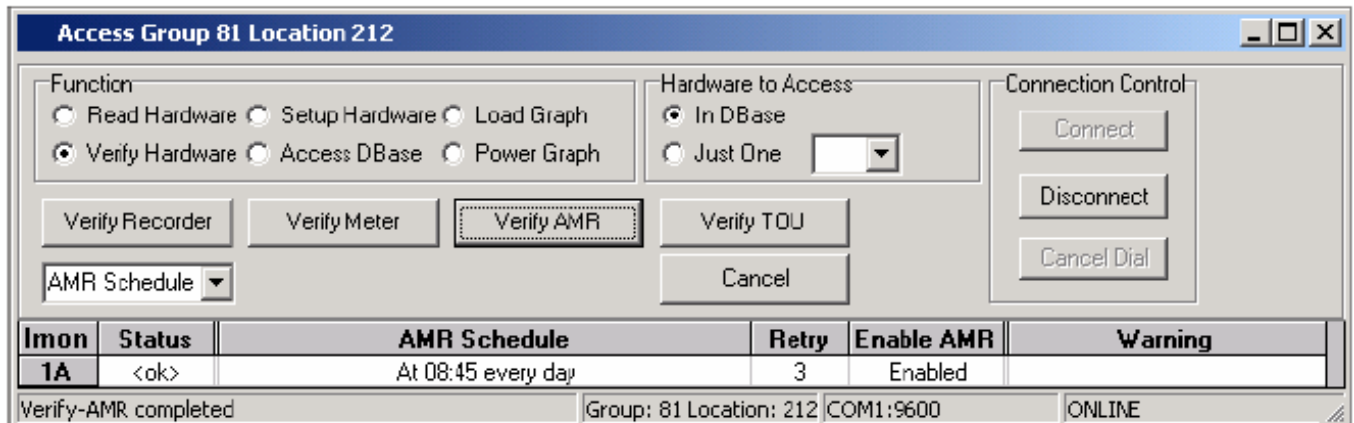 Access Group 81 Location 212
Function
Hardware to Access
Connection Control
Read Hardware Setup Hardware Load Graph
In DBase
Connect
Verify Hardware Access DBase Power Graph
Just One
Disconnect
Verify Recorder Verify Meter Verify AMR Verify TOU
Cancel Dial
AMR Schedule
Cancel
Imon Status AMR Schedule Retry Enable AMR Warning
1A <ok> At 08:45 every day 3 Enabled
Verify-AMR completed Group: 81 Location: 212 COM1:9600 ONLINE